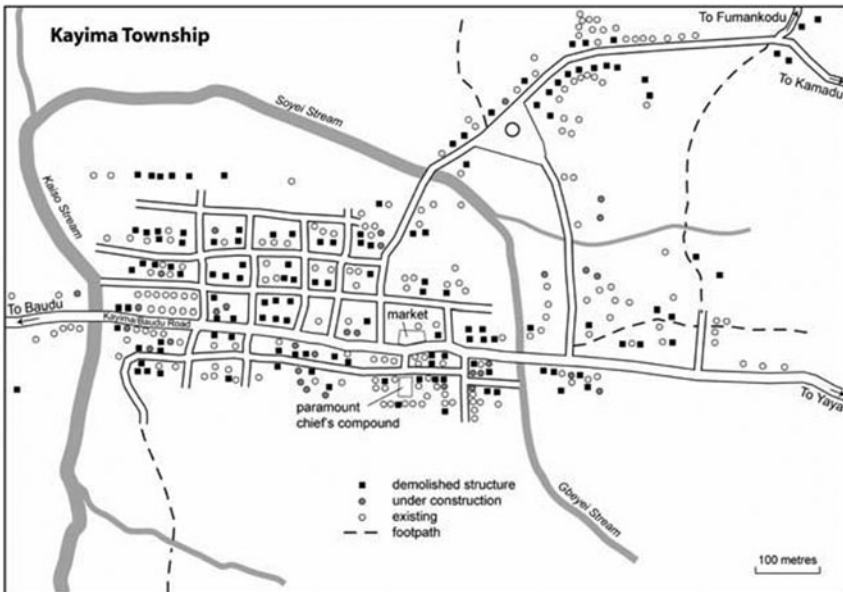 Kayima Township
To Fumankodu
To Kamadu
Soyei Stream
Kaiso Stream
To Baudu
Kayima/Baudu Road
market
To Yaya
paramount
chief's compound
Gbeyei Stream
demolished structure
under construction
existing
footpath
100 metres